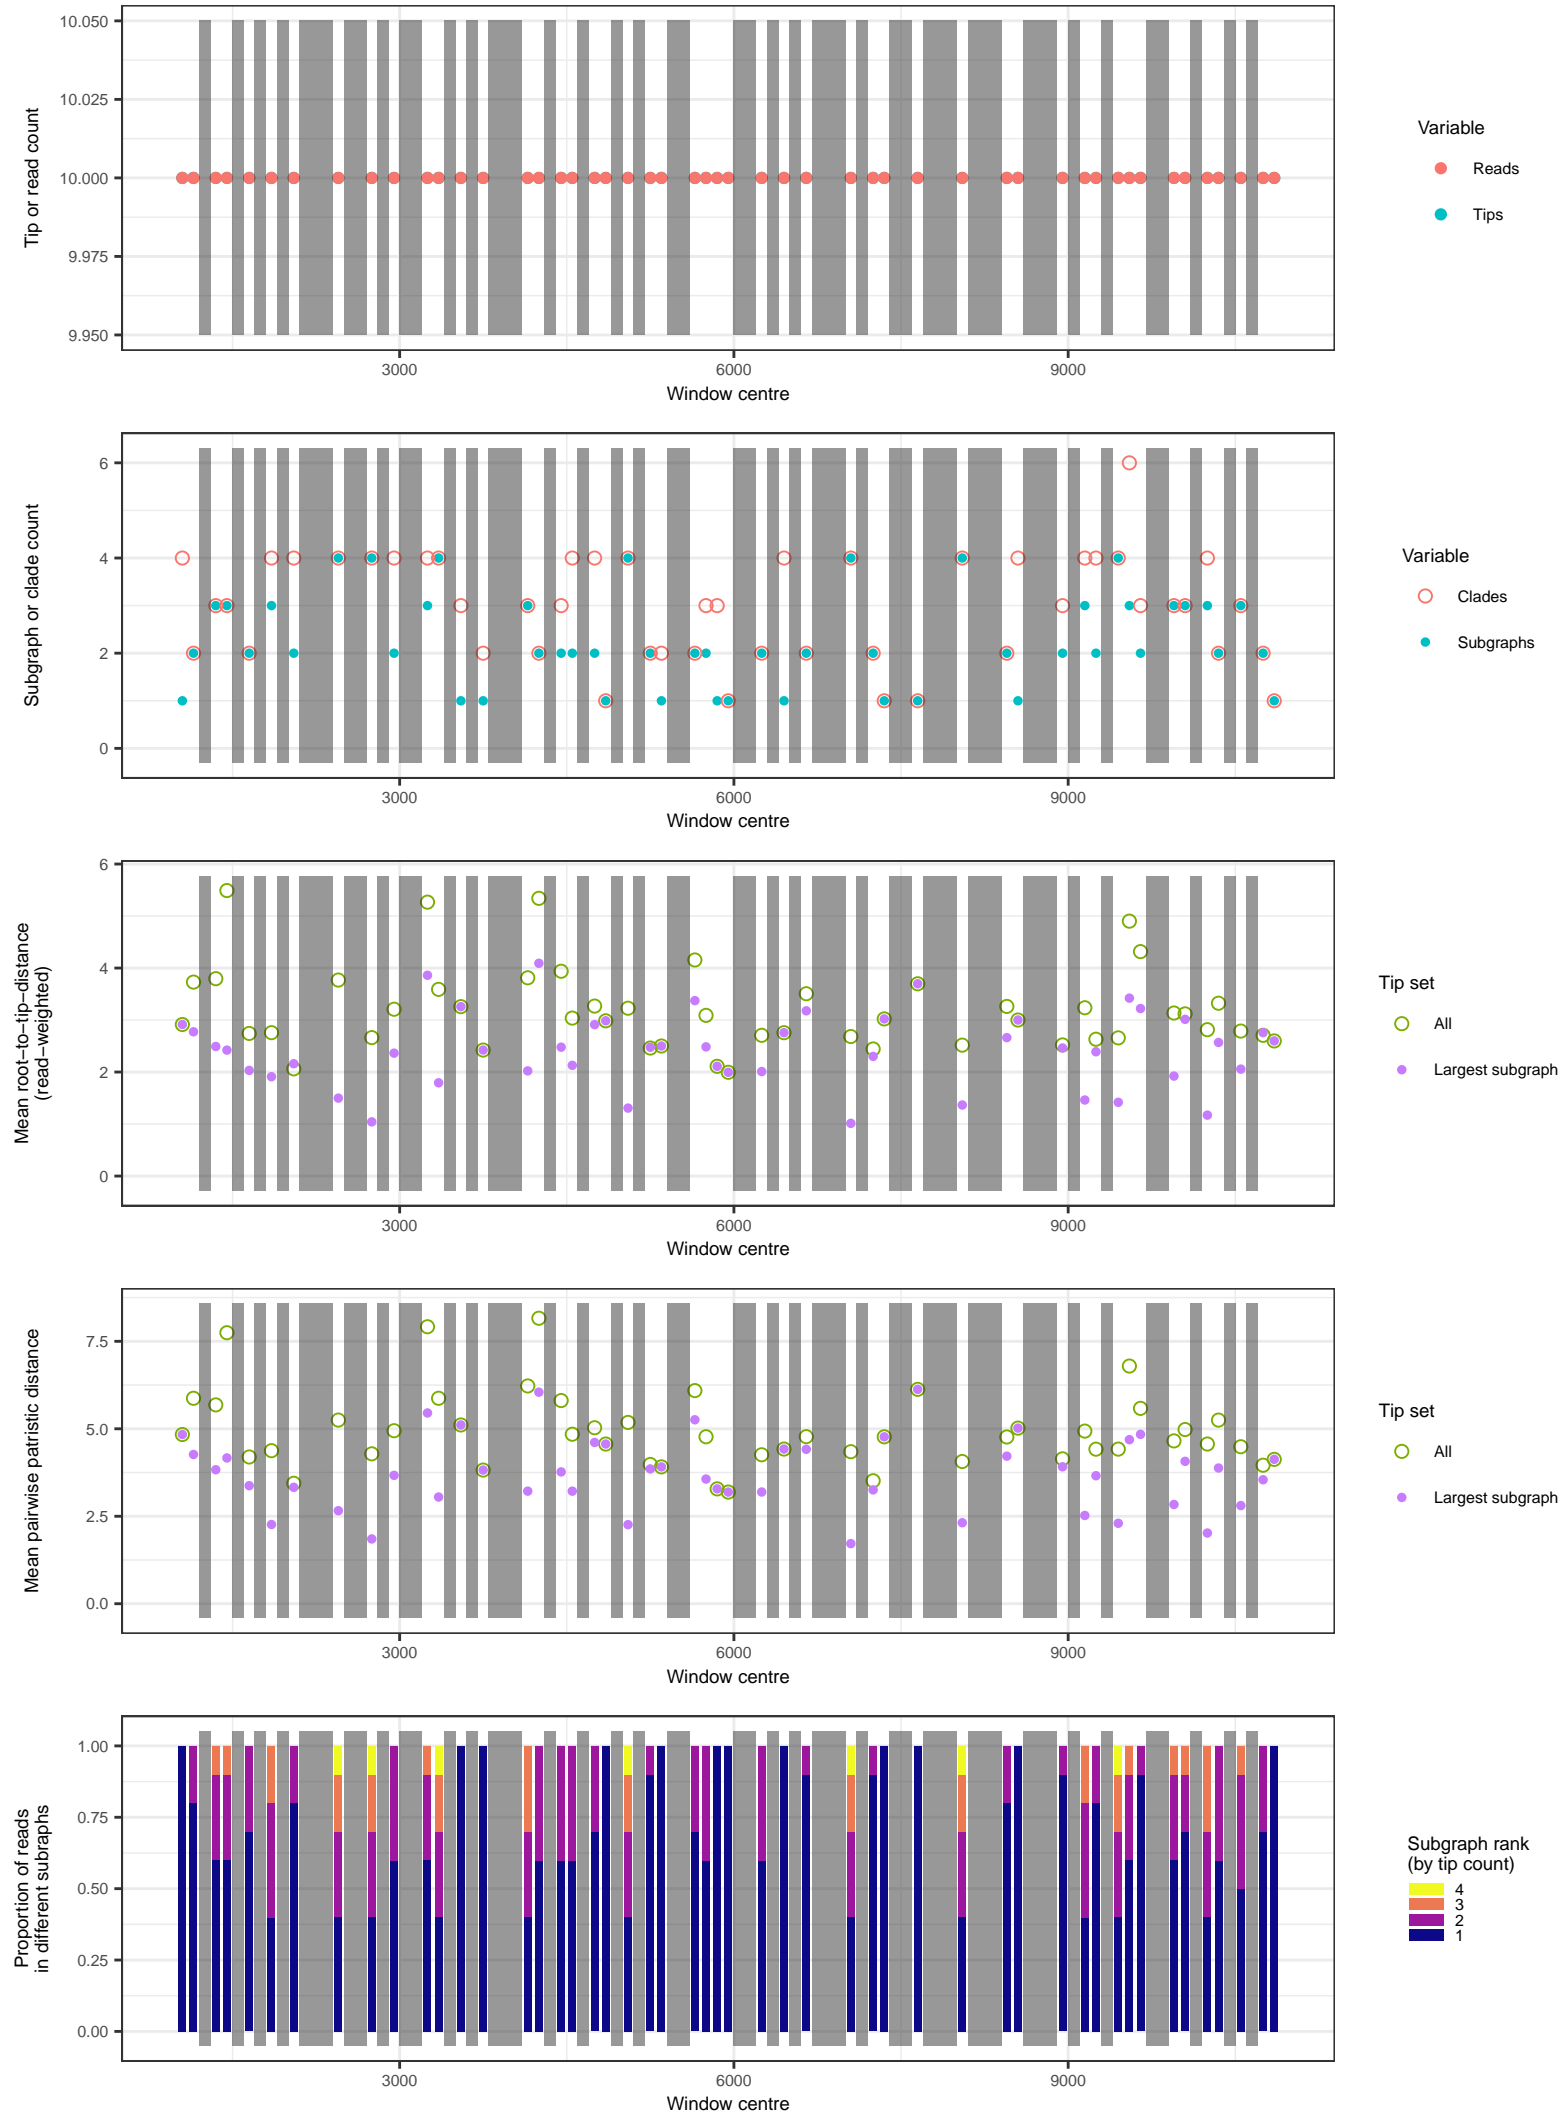 10.050
10.025
10.000
9.975
9.950
Tip or read count
3000 6000 9000
Window centre
Variable
Reads
Tips
6
4
2
0
Subgraph or clade count
3000 6000 9000
Window centre
Variable
Clades
Subgraphs
6
4
2
0
Mean root−to−tip−distance
(read−weighted)
3000 6000 9000
Window centre
Tip set
All
Largest subgraph
7.5
5.0
2.5
0.0
Mean pairwise patristic distance
3000 6000 9000
Window centre
Tip set
All
Largest subgraph
1.00
0.75
0.50
0.25
0.00
Proportion of reads
in different subraphs
3000 6000 9000
Window centre
Subgraph rank
(by tip count)
4
3
2
1